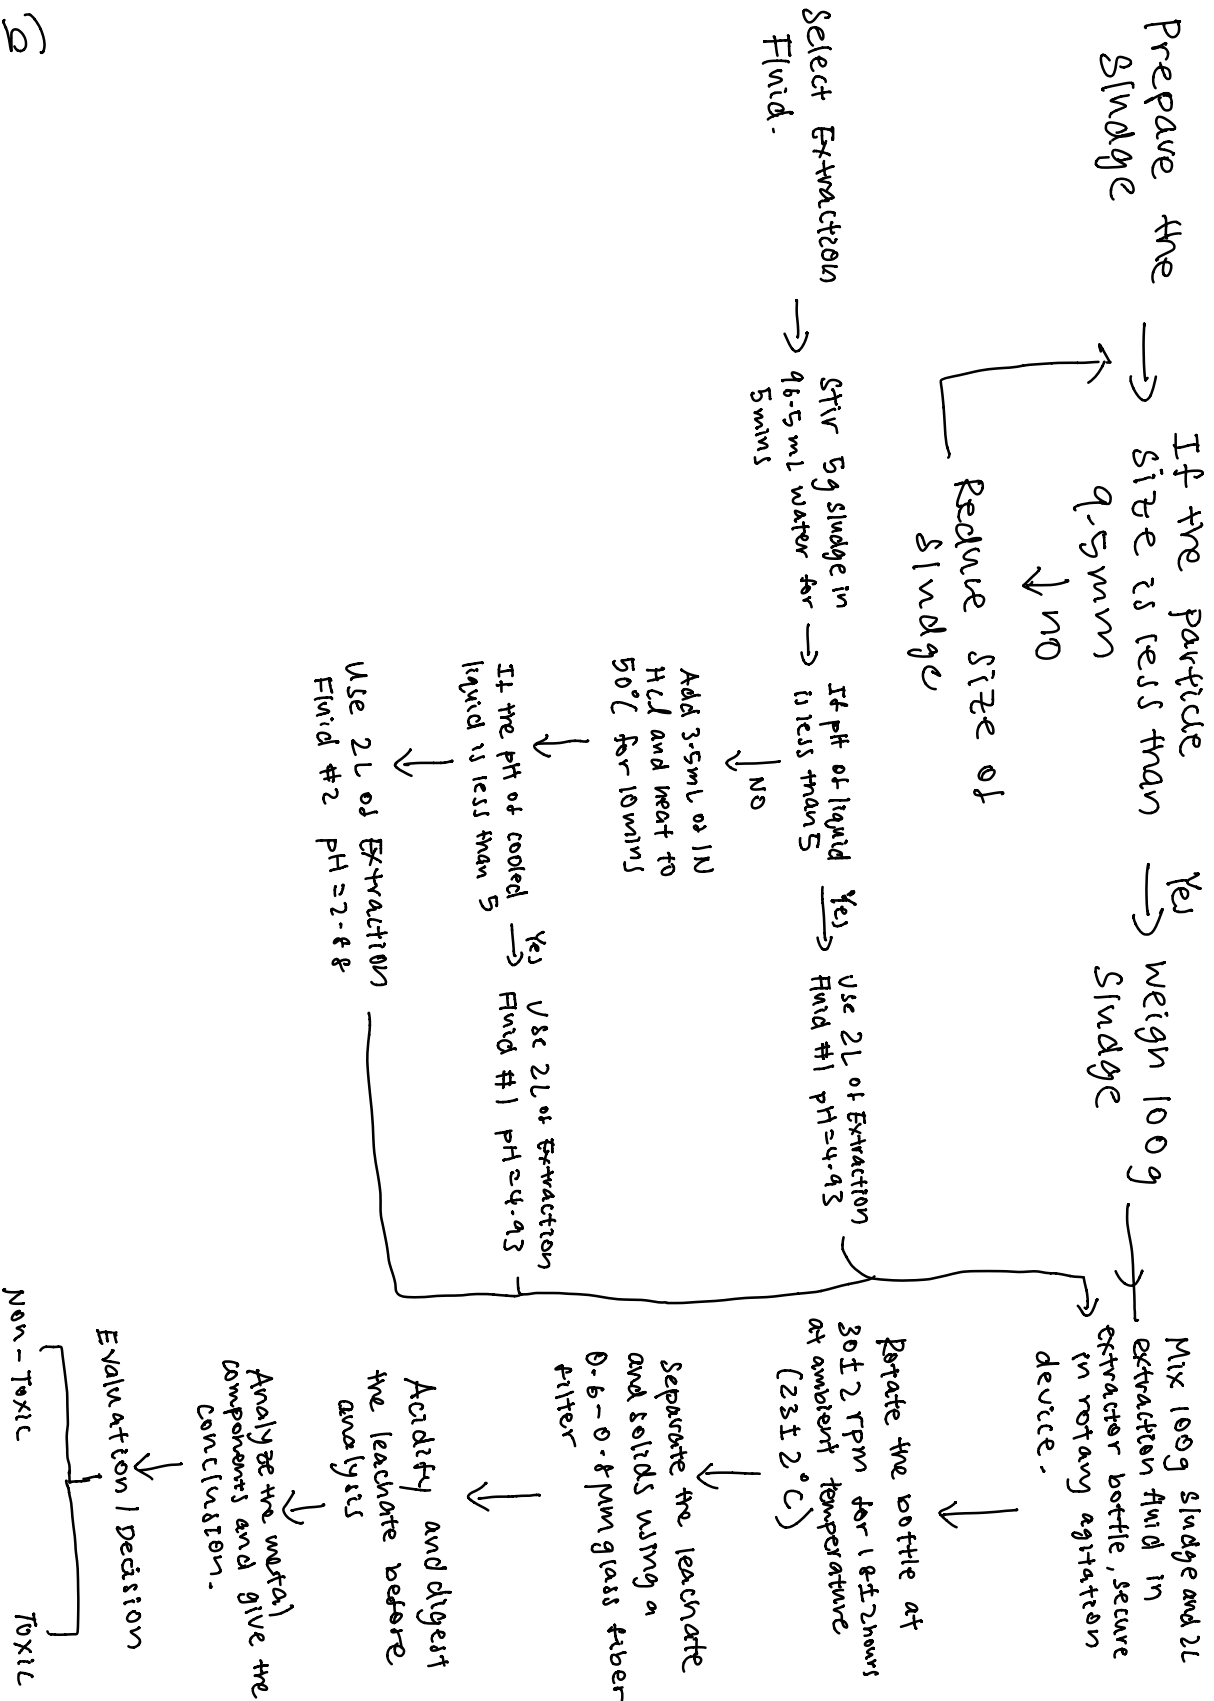 Prepare the
Sludge
If the particle
size is less than
9.5mm
no
Reduce size of
sludge
Yes
weigh 100g
sludge
Mix 100g sludge and 2L
extraction fluid in
extractor bottle, secure
in rotary agitation
device.
Select Extraction
Fluid.
Stir 5g sludge in
96.5mL water for
5mins
If pH of liquid
is less than 5
Yes
Use 2L of Extraction
Fluid #1 pH=4.93
NO
Add 3.5mL of 1N
HCl and heat to
50°C for 10mins
If the pH of cooled
liquid is less than 5
Yes
Use 2L of Extraction
Fluid #1 pH=4.93
Use 2L of Extraction
Fluid #2 pH=2.88
Rotate the bottle at
30±2 rpm for 18±2hours
at ambient temperature
(23±2°C)
Separate the leachate
and solids using a
0.6-0.8μm glass fiber
filter
Acidify and digest
the leachate before
analysis
Analyze the metal
components and give the
conclusion.
Evaluation/Decision
Non-Toxic
Toxic